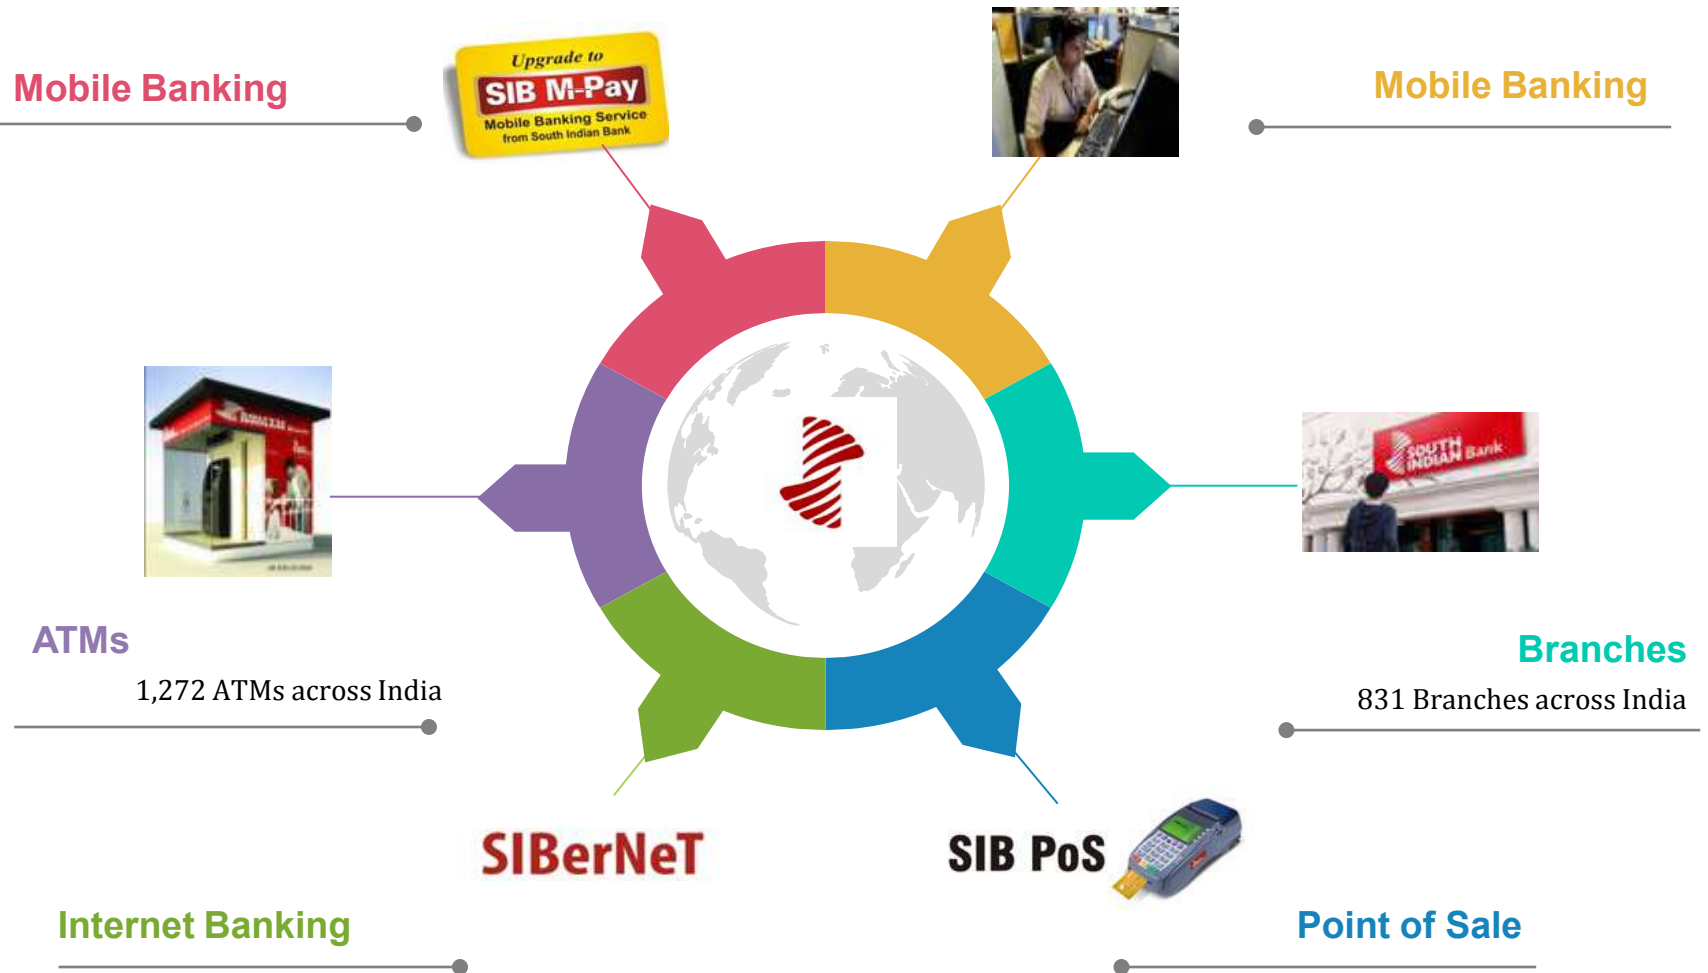 Mobile Banking
Upgrade to
SIB M-Pay
Mobile Banking Service
from South Indian Bank
Mobile Banking
SOUTH
INDIAN Bank
ATMs
1,272 ATMs across India
Branches
831 Branches across India
SIBerNeT
SIB PoS
Internet Banking
Point of Sale